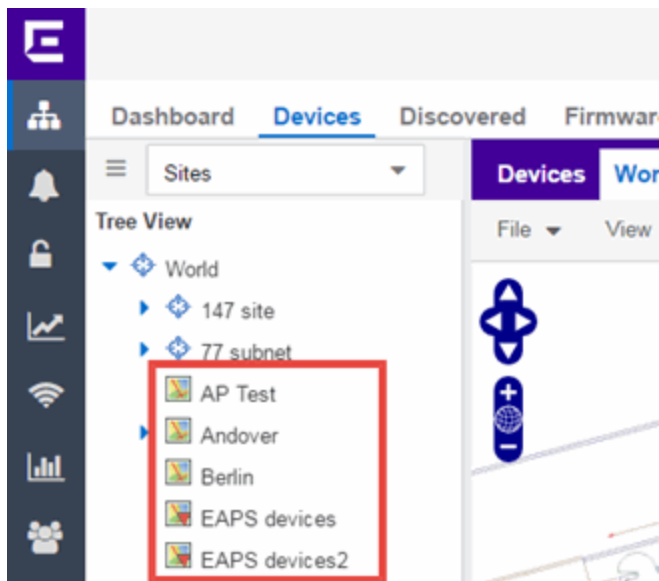 Dashboard Devices Discovered Firmwar
Sites
Devices Wor
Tree View
File View
World
147 site
77 subnet
AP Test
Andover
Berlin
EAPS devices
EAPS devices2